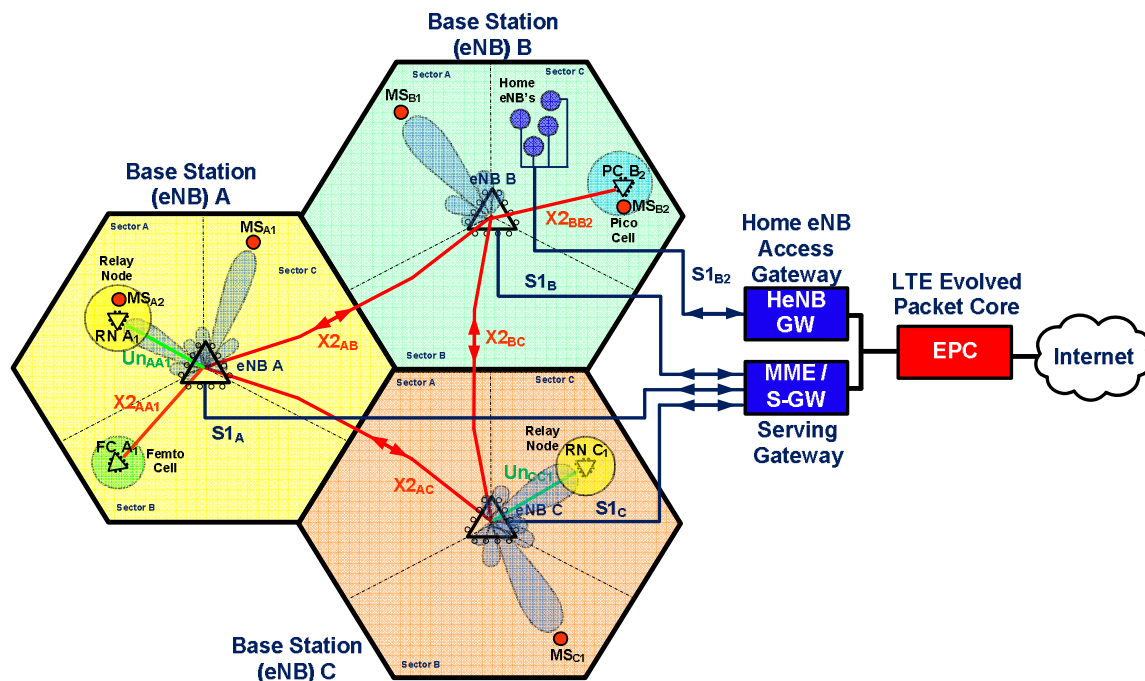 Base Station
(eNB) B
Sector A
Sector C
Home
eNB's
MSB1
eNB B
PC B2
MSB2
Pico
Cell
X2BB2
Sector B
Base Station
(eNB) A
Sector A
MSA1
Sector C
Relay
Node
MSA2
RN A1
UnAA1
eNB A
X2AA1
FC A1
Femto
Cell
Sector B
X2AB
X2BC
X2AC
S1A
S1B
S1B2
S1C
Home eNB
Access
Gateway
HeNB
GW
MME /
S-GW
Serving
Gateway
LTE Evolved
Packet Core
EPC
Internet
Sector A
Sector C
Relay
Node
RN C1
UnCC1
eNB C
MSC1
Sector B
Base Station
(eNB) C